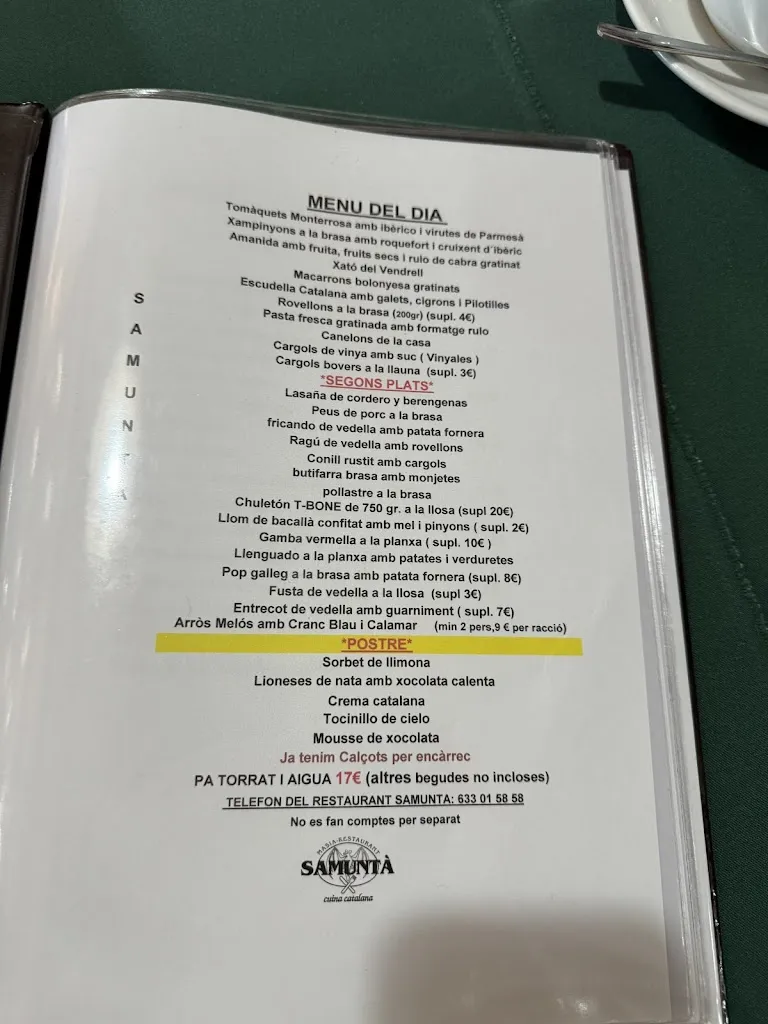 MENU DEL DIA
Tomàquets Monterrosa amb ibèrico i virutes de Parmesà
Xampinyons a la brasa amb roquefort i cruixent d´ibèric
Amanida amb fruita, fruits secs i rulo de cabra gratinat
Xató del Vendrell
Macarrons bolonyesa gratinats
Escudella Catalana amb galets, cigrons i Pilotilles
Rovellons a la brasa (200gr) (supl. 4€)
Pasta fresca gratinada amb formatge rulo
Canelons de la casa
Cargols de vinya amb suc ( Vinyales )
Cargols bovers a la llauna (supl. 3€)
*SEGONS PLATS*
Lasaña de cordero y berengenas
Peus de porc a la brasa
fricando de vedella amb patata fornera
Ragú de vedella amb rovellons
Conill rustit amb cargols
butifarra brasa amb monjetes
pollastre a la brasa
Chuletón T-BONE de 750 gr. a la llosa (supl 20€)
Llom de bacallà confitat amb mel i pinyons ( supl. 2€)
Gamba vermella a la planxa ( supl. 10€ )
Llenguado a la planxa amb patates i verduretes
Pop galleg a la brasa amb patata fornera (supl. 8€)
Fusta de vedella a la llosa (supl 3€)
Entrecot de vedella amb guarniment ( supl. 7€)
Arròs Melós amb Cranc Blau i Calamar (min 2 pers,9 € per racció)
*POSTRE*
Sorbet de llimona
Lioneses de nata amb xocolata calenta
Crema catalana
Tocinillo de cielo
Mousse de xocolata
Ja tenim Calçots per encàrrec
PA TORRAT I AIGUA 17€ (altres begudes no incloses)
TELEFON DEL RESTAURANT SAMUNTA: 633 01 58 58
No es fan comptes per separat
MASIA-RESTAURANT
SAMUNTÀ
cuina catalana
S
A
M
U
N
T
A